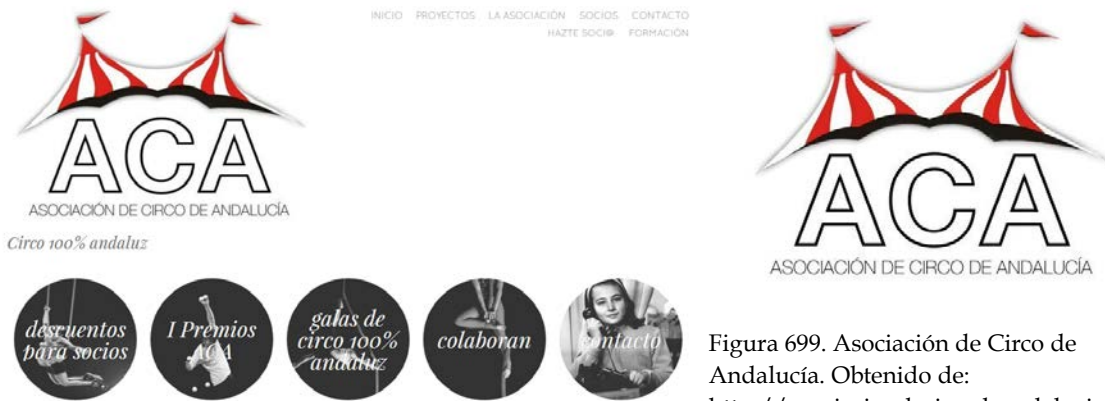 INICIO PROYECTOS LA ASOCIACIÓN SOCIOS CONTACTO
HAZTE SOCI@ FORMACIÓN
ACA
ASOCIACIÓN DE CIRCO DE ANDALUCÍA
Circo 100% andaluz
descuentos
para socios
I Premios
ACA
galas de
circo 100%
andaluz
colaboran
contacto
ACA
ASOCIACIÓN DE CIRCO DE ANDALUCÍA
Figura 699. Asociación de Circo de
Andalucía. Obtenido de: